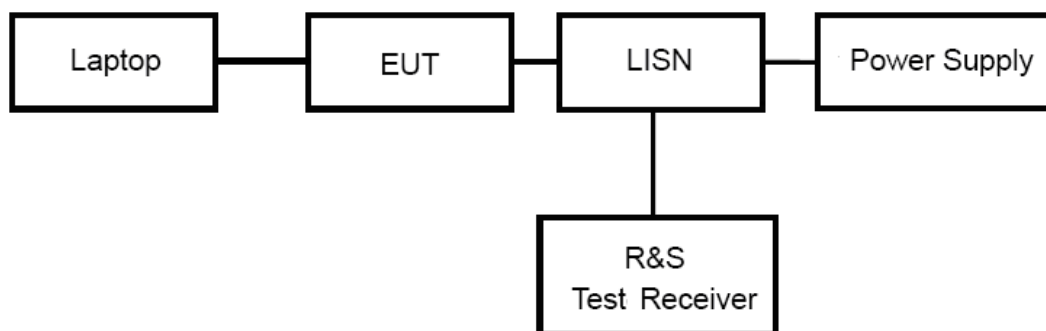 Laptop
EUT
LISN
Power Supply
R&S
Test Receiver